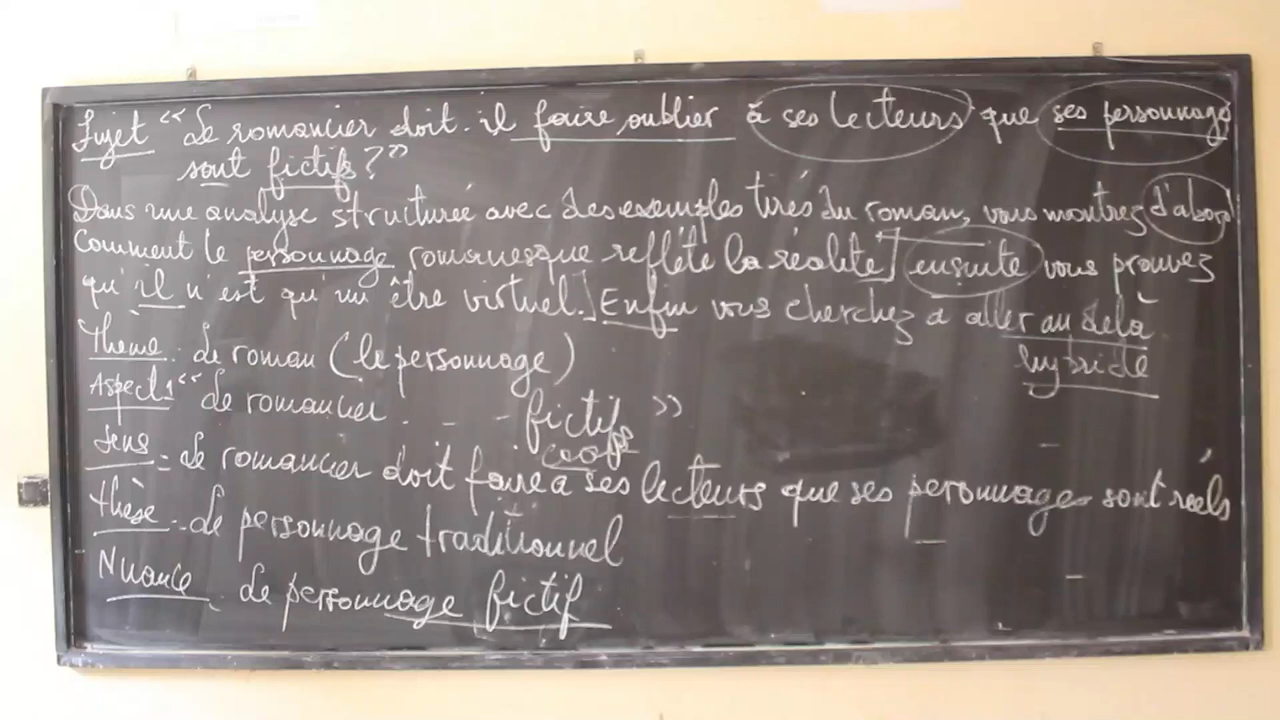 Sujet "Le romancier doit-il faire oublier à ses lecteurs que ses personnages
sont fictifs ?"
Dans une analyse structurée avec des exemples tirés du roman, vous montrez d'abord
Comment le personnage romanesque reflète la réalité] ensuite vous prouvez
qu'il n'est qu'un être virtuel.] Enfin vous cherchez à aller au delà
hybride
Thème : Le roman (le personnage)
Aspect1 "Le romancier . - - fictifs »
Sens = Le romancier doit faire à ses lecteurs que ses personnages sont réels
Thèse : Le personnage traditionnel
Nuance : Le personnage fictif